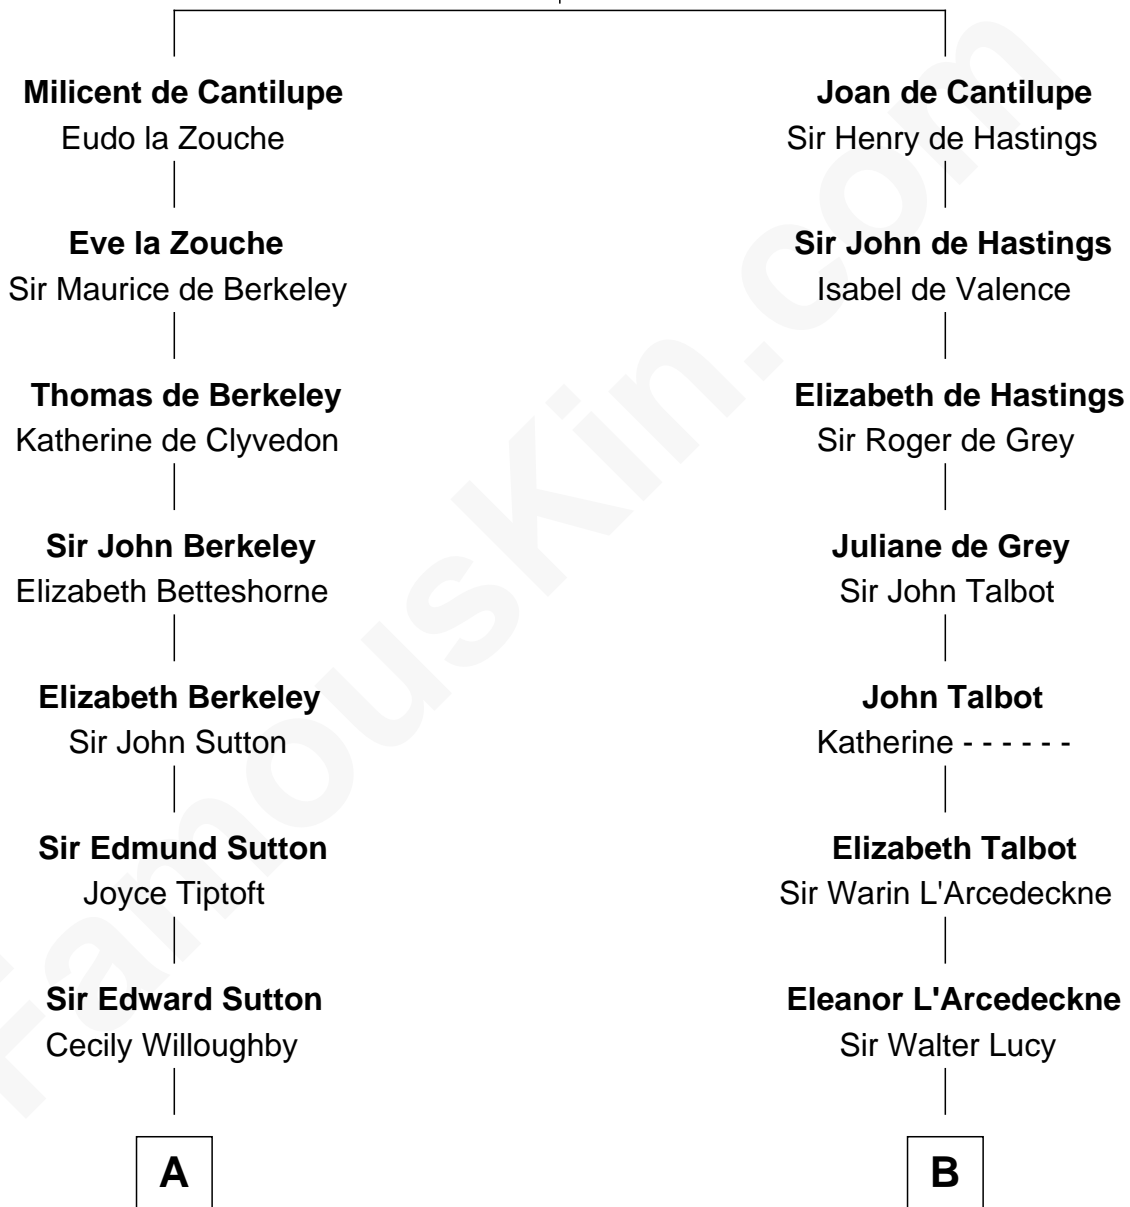 Milicent de Cantilupe
Eudo la Zouche
Eve la Zouche
Sir Maurice de Berkeley
Thomas de Berkeley
Katherine de Clyvedon
Sir John Berkeley
Elizabeth Betteshorne
Elizabeth Berkeley
Sir John Sutton
Sir Edmund Sutton
Joyce Tiptoft
Sir Edward Sutton
Cecily Willoughby
A
Joan de Cantilupe
Sir Henry de Hastings
Sir John de Hastings
Isabel de Valence
Elizabeth de Hastings
Sir Roger de Grey
Juliane de Grey
Sir John Talbot
John Talbot
Katherine - - - - - -
Elizabeth Talbot
Sir Warin L'Arcedeckne
Eleanor L'Arcedeckne
Sir Walter Lucy
B
FamousKin.com